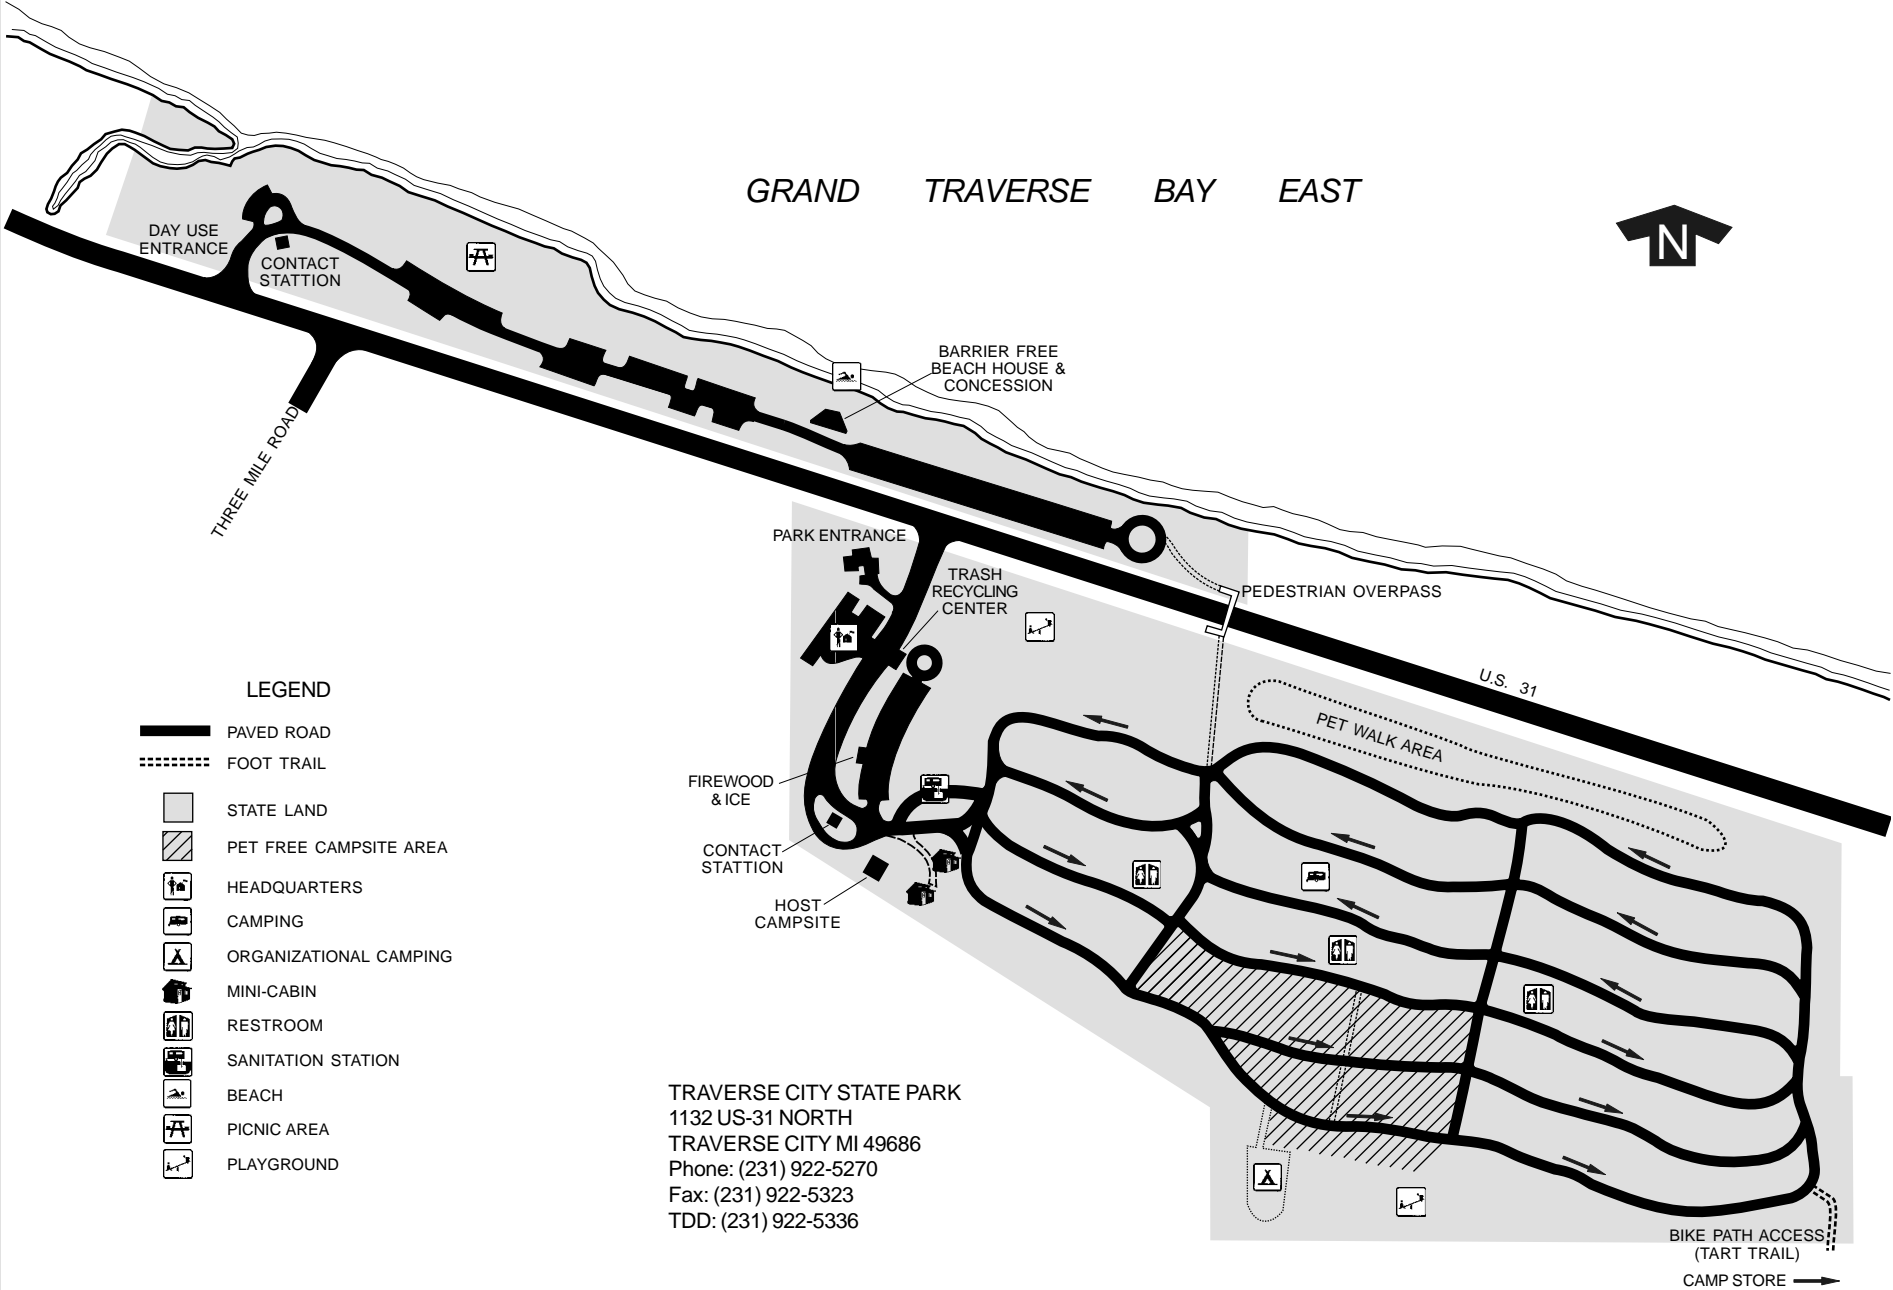 GRAND TRAVERSE BAY EAST
N
DAY USE
ENTRANCE
CONTACT
STATTION
BARRIER FREE
BEACH HOUSE &
CONCESSION
THREE MILE ROAD
PARK ENTRANCE
TRASH
RECYCLING
CENTER
PEDESTRIAN OVERPASS
U.S. 31
PET WALK AREA
FIREWOOD
& ICE
CONTACT
STATTION
HOST
CAMPSITE
LEGEND
PAVED ROAD
FOOT TRAIL
STATE LAND
PET FREE CAMPSITE AREA
HEADQUARTERS
CAMPING
ORGANIZATIONAL CAMPING
MINI-CABIN
RESTROOM
SANITATION STATION
BEACH
PICNIC AREA
PLAYGROUND
TRAVERSE CITY STATE PARK
1132 US-31 NORTH
TRAVERSE CITY MI 49686
Phone: (231) 922-5270
Fax: (231) 922-5323
TDD: (231) 922-5336
BIKE PATH ACCESS
(TART TRAIL)
CAMP STORE